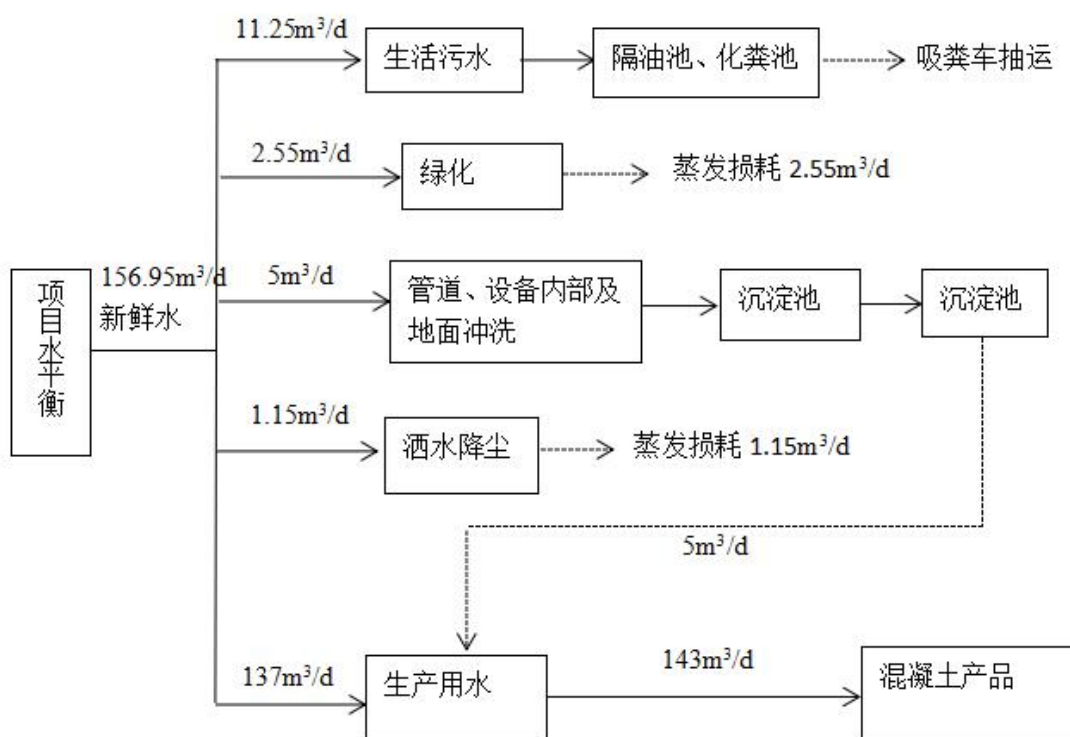 11.25m³/d
生活污水
隔油池、化粪池
吸粪车抽运
2.55m³/d
绿化
蒸发损耗 2.55m³/d
项目水平衡
156.95m³/d
新鲜水
5m³/d
管道、设备内部及
地面冲洗
沉淀池
沉淀池
1.15m³/d
洒水降尘
蒸发损耗 1.15m³/d
5m³/d
137m³/d
生产用水
143m³/d
混凝土产品